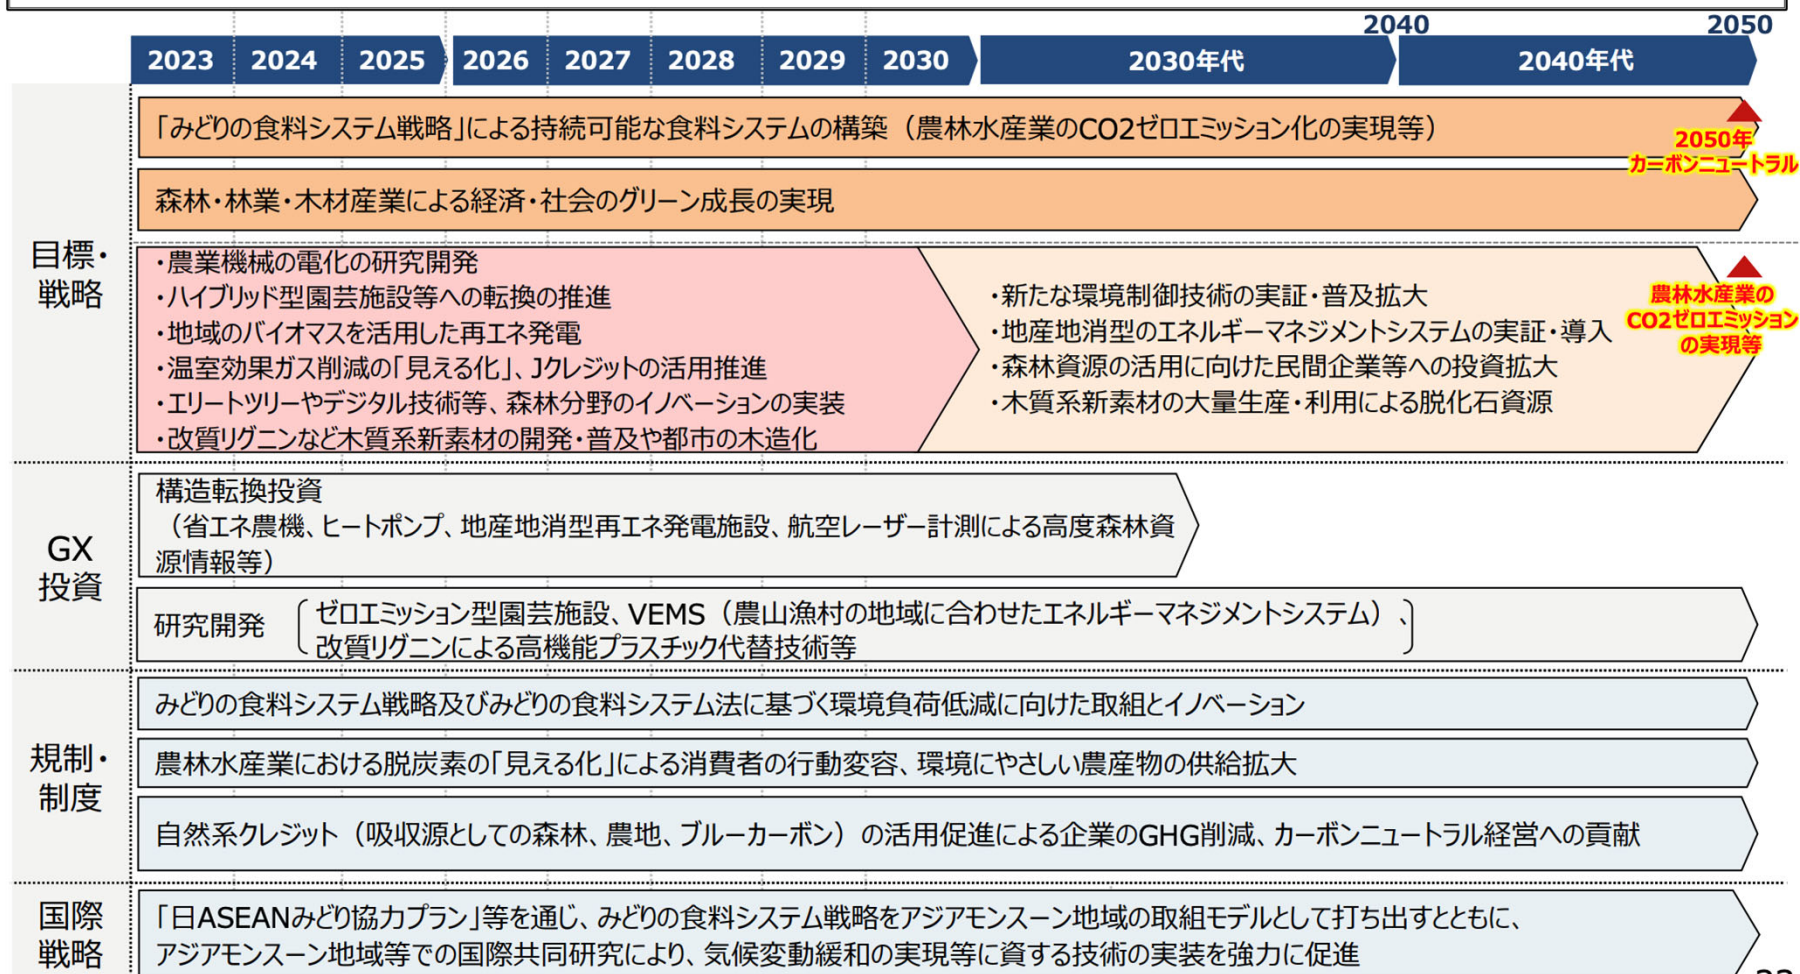 2040
2050
2023
2024
2025
2026
2027
2028
2029
2030
2030年代
2040年代
目標・
戦略
「みどりの食料システム戦略」による持続可能な食料システムの構築（農林水産業のCO2ゼロエミッション化の実現等）
2050年
カーボンニュートラル
森林・林業・木材産業による経済・社会のグリーン成長の実現
・農業機械の電化の研究開発
・ハイブリッド型園芸施設等への転換の推進
・地域のバイオマスを活用した再エネ発電
・温室効果ガス削減の「見える化」、Jクレジットの活用推進
・エリートツリーやデジタル技術等、森林分野のイノベーションの実装
・改質リグニンなど木質系新素材の開発・普及や都市の木造化
・新たな環境制御技術の実証・普及拡大
・地産地消型のエネルギーマネジメントシステムの実証・導入
・森林資源の活用に向けた民間企業等への投資拡大
・木質系新素材の大量生産・利用による脱化石資源
農林水産業の
CO2ゼロエミッション
の実現等
GX
投資
構造転換投資
（省エネ農機、ヒートポンプ、地産地消型再エネ発電施設、航空レーザー計測による高度森林資
源情報等）
研究開発
ゼロエミッション型園芸施設、VEMS（農山漁村の地域に合わせたエネルギーマネジメントシステム）、
改質リグニンによる高機能プラスチック代替技術等
規制・
制度
みどりの食料システム戦略及びみどりの食料システム法に基づく環境負荷低減に向けた取組とイノベーション
農林水産業における脱炭素の「見える化」による消費者の行動変容、環境にやさしい農産物の供給拡大
自然系クレジット（吸収源としての森林、農地、ブルーカーボン）の活用促進による企業のGHG削減、カーボンニュートラル経営への貢献
国際
戦略
「日ASEANみどり協力プラン」等を通じ、みどりの食料システム戦略をアジアモンスーン地域の取組モデルとして打ち出すとともに、
アジアモンスーン地域等での国際共同研究により、気候変動緩和の実現等に資する技術の実装を強力に促進